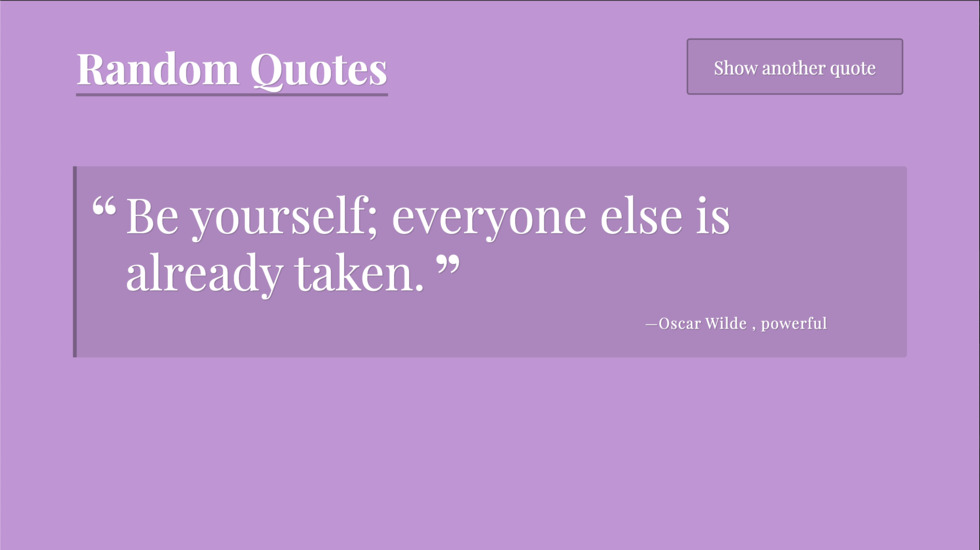 Random Quotes
Show another quote
“ Be yourself; everyone else is
already taken. ”
—Oscar Wilde , powerful